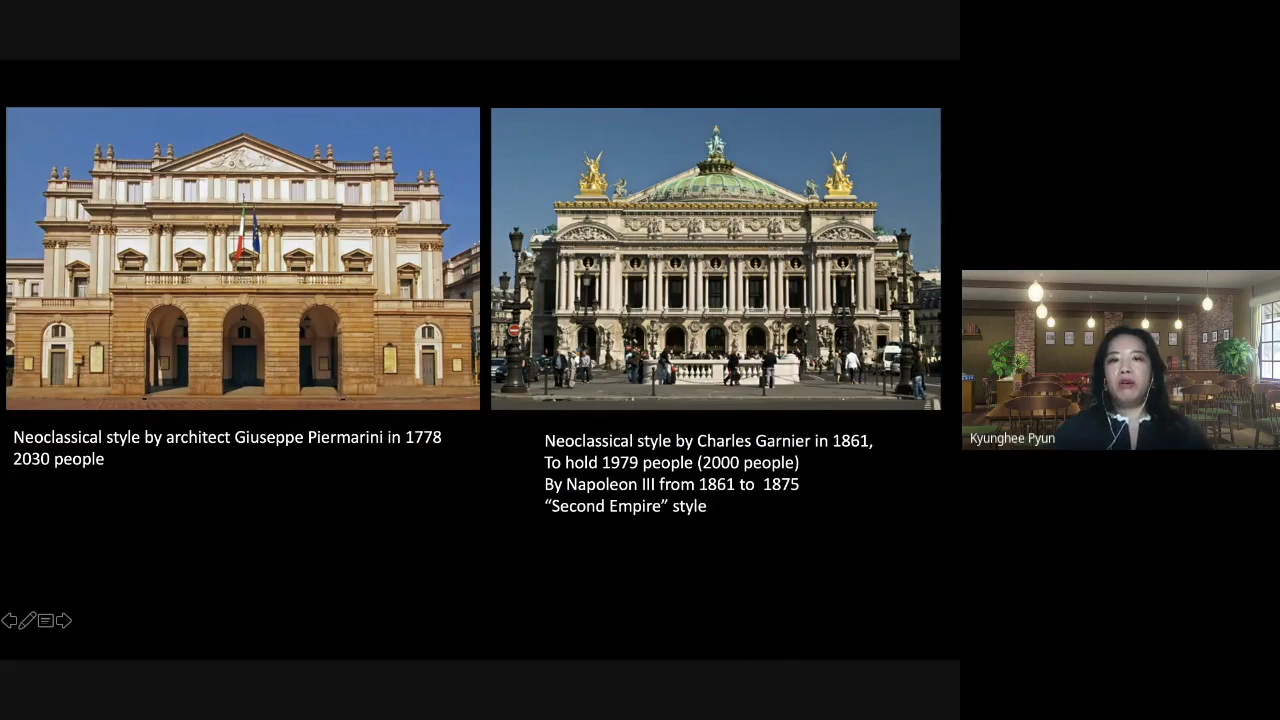 Neoclassical style by architect Giuseppe Piermarini in 1778
2030 people
Neoclassical style by Charles Garnier in 1861,
To hold 1979 people (2000 people)
By Napoleon III from 1861 to  1875
“Second Empire” style
Kyunghee Pyun